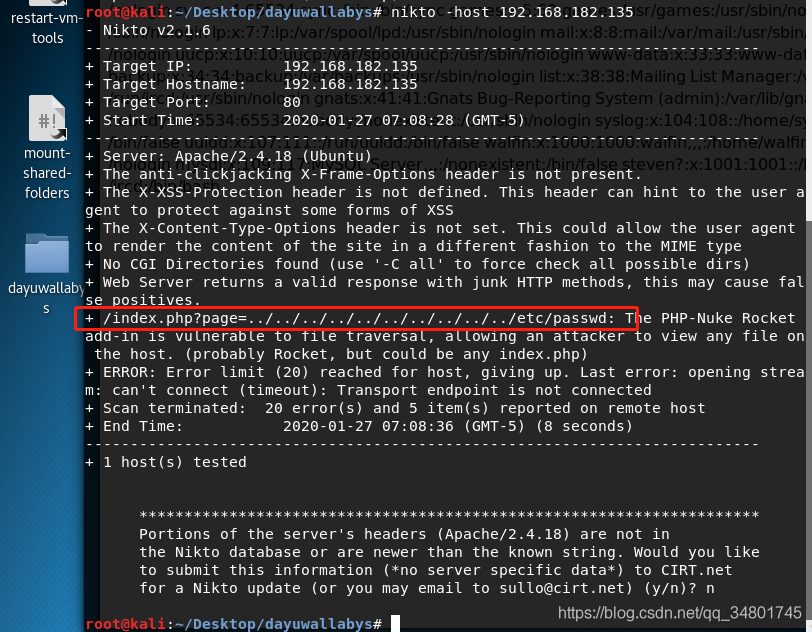 restart-vm-
tools
mount-
shared-
folders
dayuwallaby
s
root@kali:~/Desktop/dayuwallabys# nikto -host 192.168.182.135
- Nikto v2.1.6
---------------------------------------------------------------------------
+ Target IP:          192.168.182.135
+ Target Hostname:    192.168.182.135
+ Target Port:        80
+ Start Time:         2020-01-27 07:08:28 (GMT-5)
---------------------------------------------------------------------------
+ Server: Apache/2.4.18 (Ubuntu)
+ The anti-clickjacking X-Frame-Options header is not present.
+ The X-XSS-Protection header is not defined. This header can hint to the user a
gent to protect against some forms of XSS
+ The X-Content-Type-Options header is not set. This could allow the user agent
to render the content of the site in a different fashion to the MIME type
+ No CGI Directories found (use '-C all' to force check all possible dirs)
+ Web Server returns a valid response with junk HTTP methods, this may cause fal
se positives.
+ /index.php?page=../../../../../../../../../../etc/passwd: The PHP-Nuke Rocket
add-in is vulnerable to file traversal, allowing an attacker to view any file on
the host. (probably Rocket, but could be any index.php)
+ ERROR: Error limit (20) reached for host, giving up. Last error: opening strea
m: can't connect (timeout): Transport endpoint is not connected
+ Scan terminated:  20 error(s) and 5 item(s) reported on remote host
+ End Time:           2020-01-27 07:08:36 (GMT-5) (8 seconds)
---------------------------------------------------------------------------
+ 1 host(s) tested
*********************************************************************
Portions of the server's headers (Apache/2.4.18) are not in
the Nikto database or are newer than the known string. Would you like
to submit this information (*no server specific data*) to CIRT.net
for a Nikto update (or you may email to sullo@cirt.net) (y/n)? n
root@kali:~/Desktop/dayuwallabys#
https://blog.csdn.net/qq_34801745